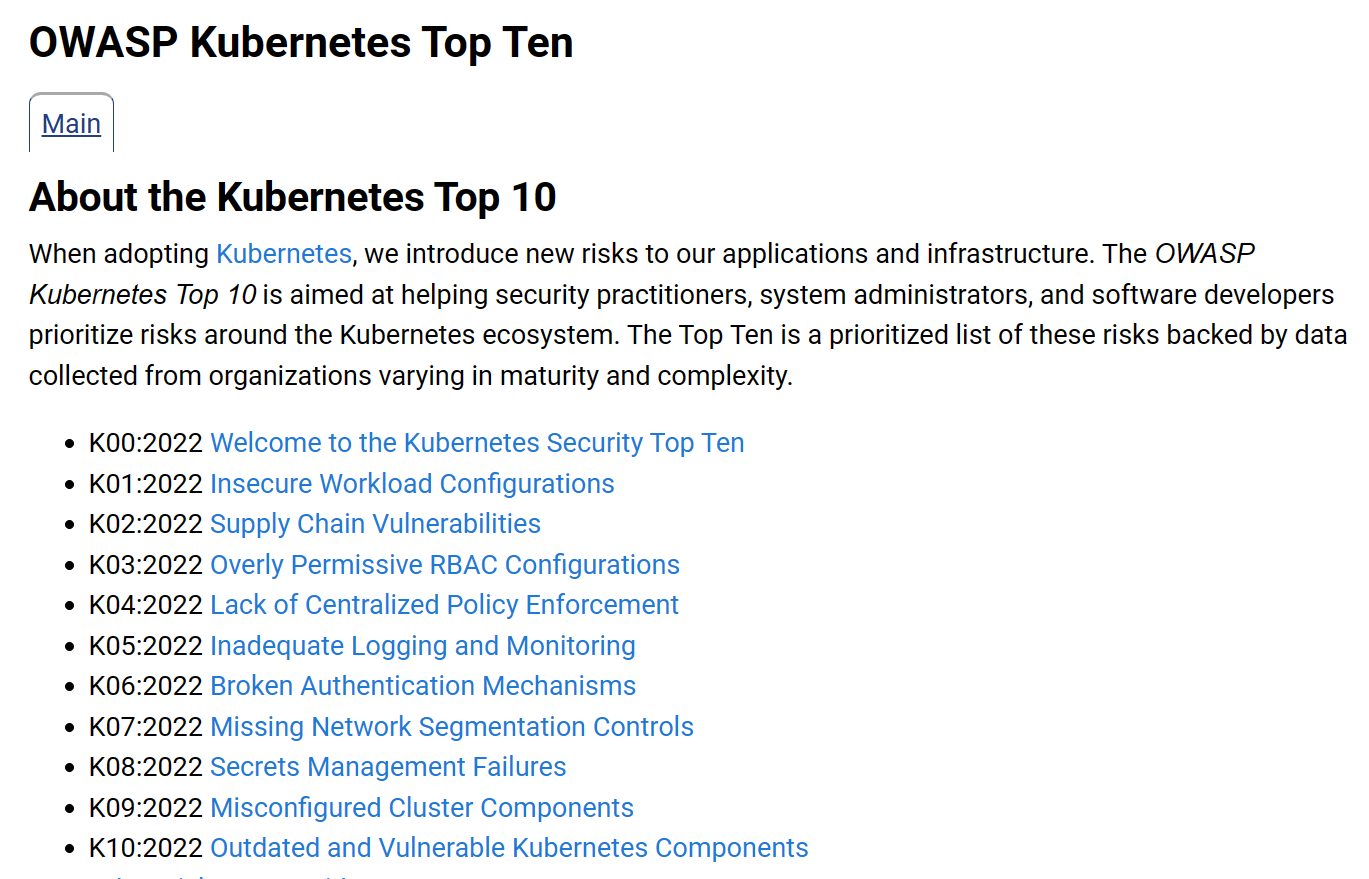 OWASP Kubernetes Top Ten
Main
About the Kubernetes Top 10
When adopting Kubernetes, we introduce new risks to our applications and infrastructure. The OWASP
Kubernetes Top 10 is aimed at helping security practitioners, system administrators, and software developers
prioritize risks around the Kubernetes ecosystem. The Top Ten is a prioritized list of these risks backed by data
collected from organizations varying in maturity and complexity.
• K00:2022 Welcome to the Kubernetes Security Top Ten
• K01:2022 Insecure Workload Configurations
• K02:2022 Supply Chain Vulnerabilities
• K03:2022 Overly Permissive RBAC Configurations
• K04:2022 Lack of Centralized Policy Enforcement
• K05:2022 Inadequate Logging and Monitoring
• K06:2022 Broken Authentication Mechanisms
• K07:2022 Missing Network Segmentation Controls
• K08:2022 Secrets Management Failures
• K09:2022 Misconfigured Cluster Components
• K10:2022 Outdated and Vulnerable Kubernetes Components